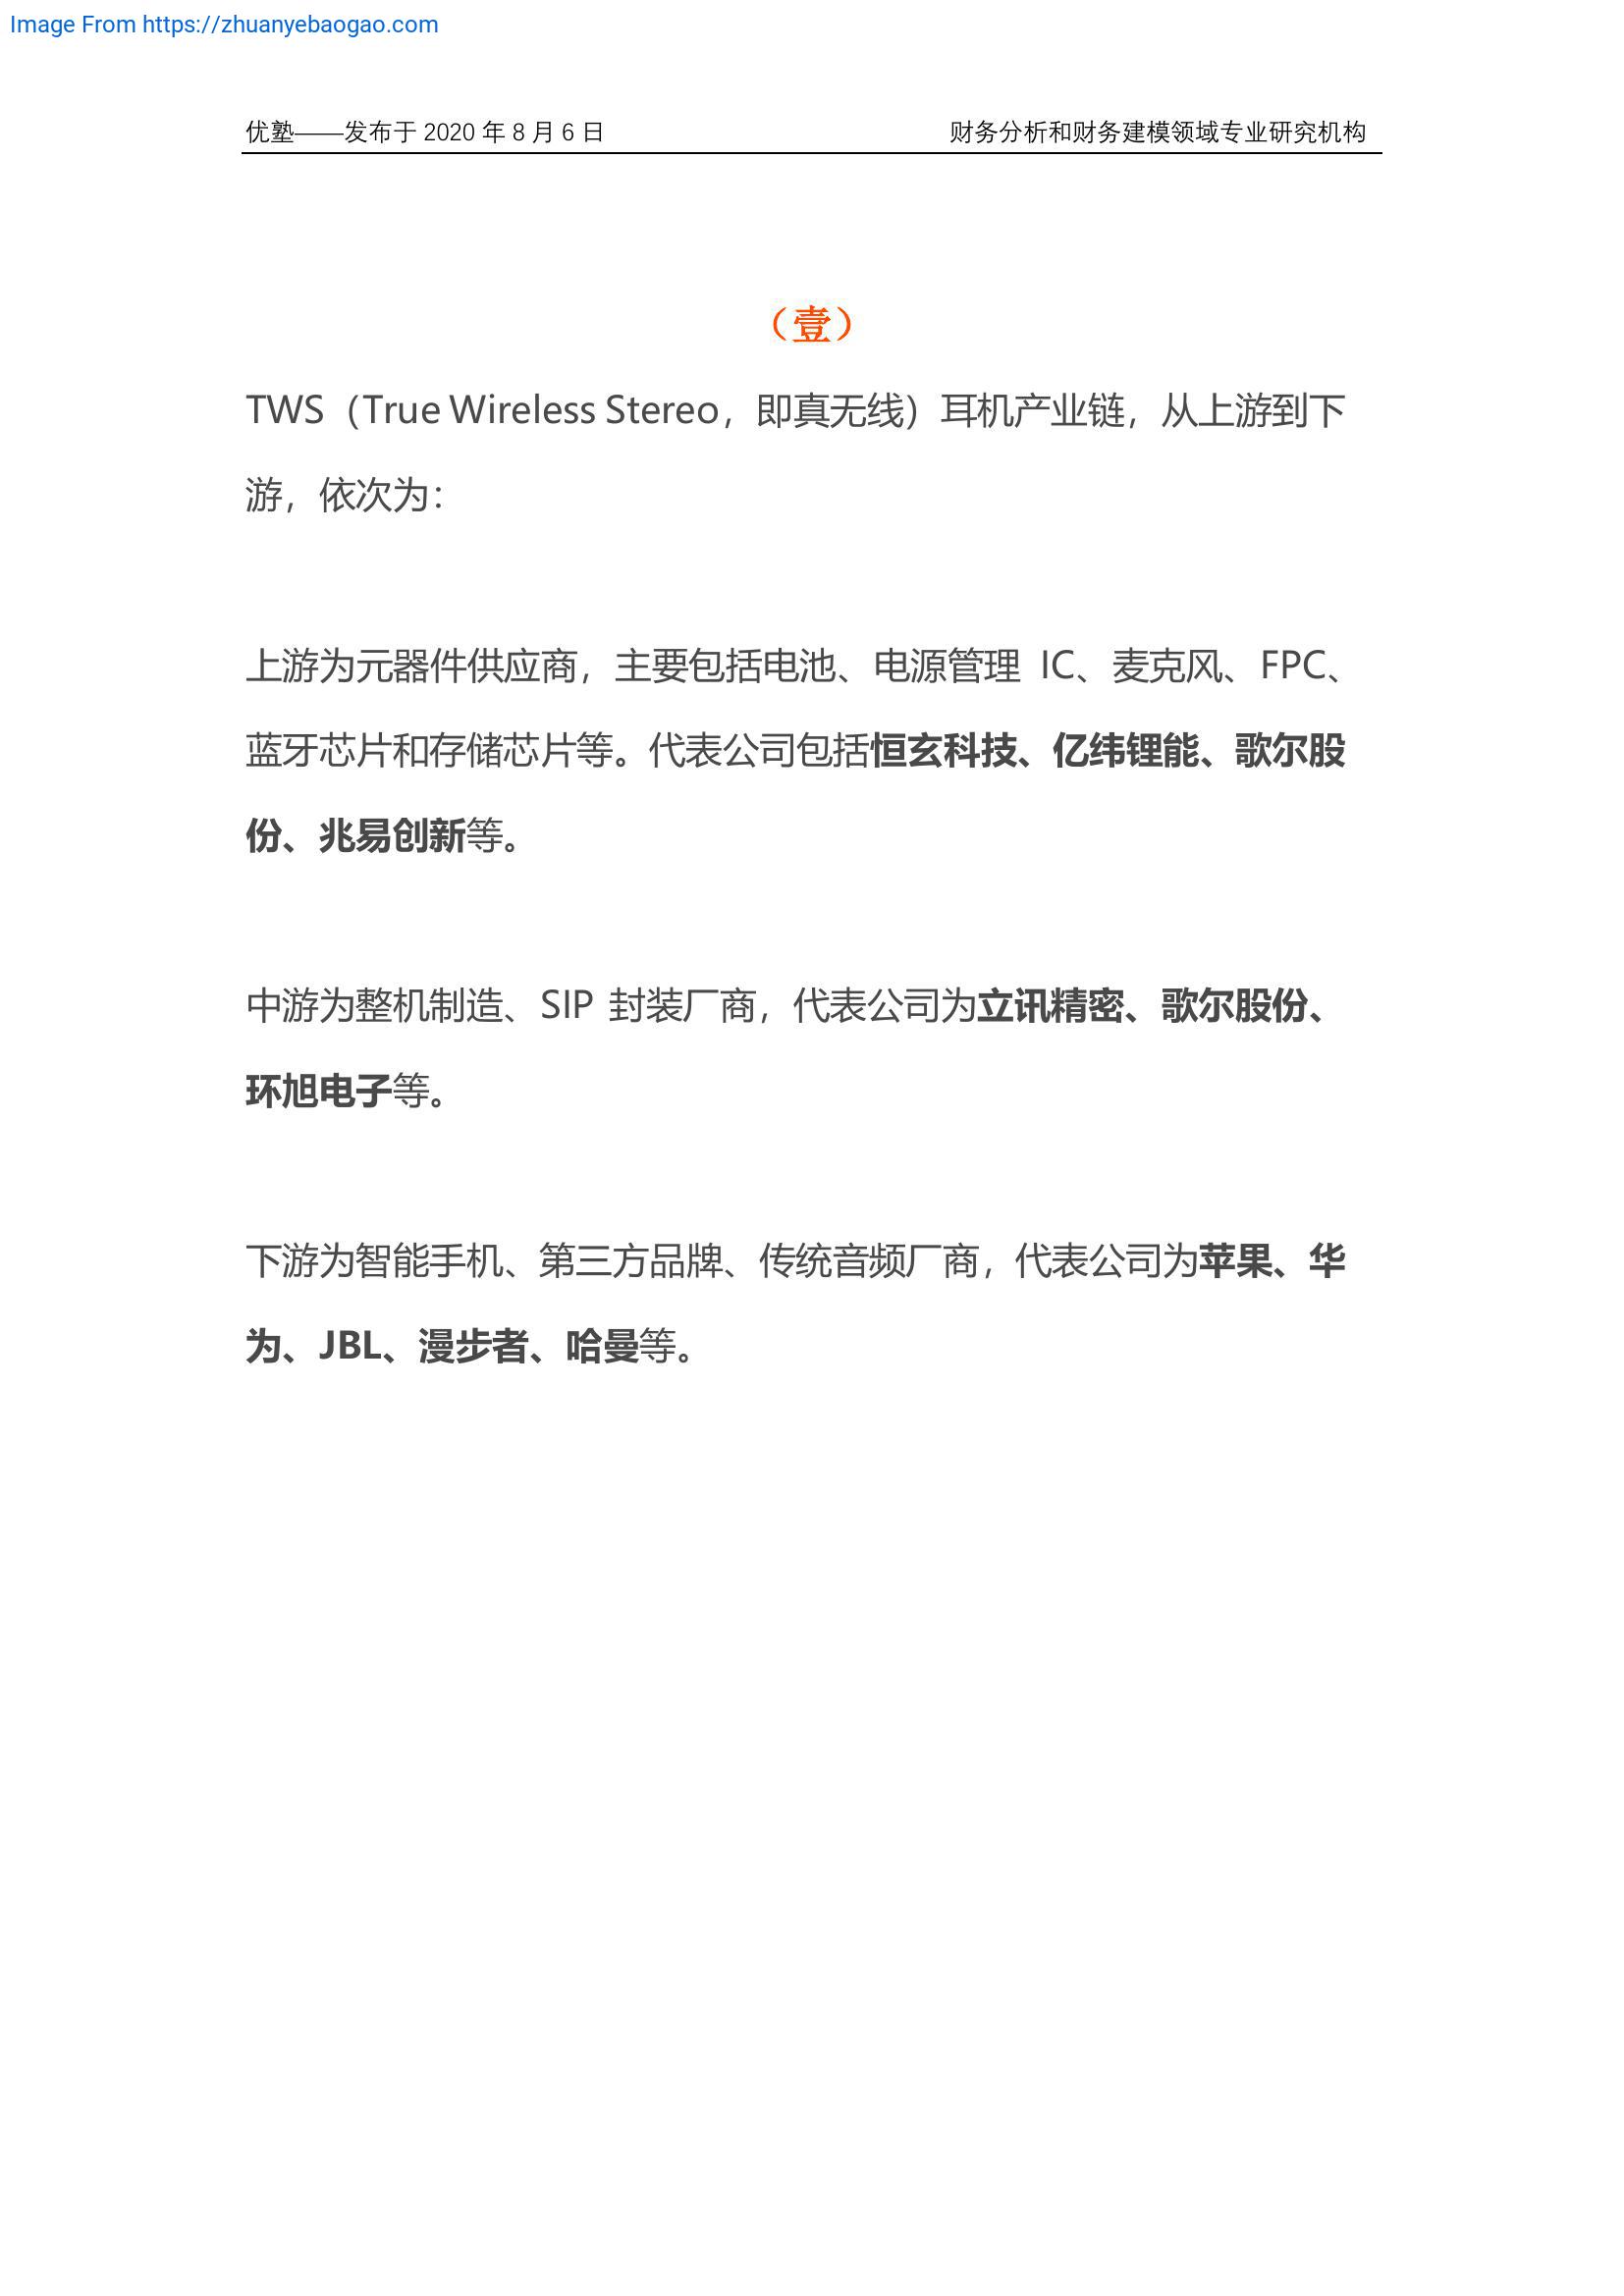 Image From https://zhuanyebaogao.com
优塾——发布于 2020 年 8 月 6 日 财务分析和财务建模领域专业研究机构
（壹）
TWS（True Wireless Stereo，即真无线）耳机产业链，从上游到下
游，依次为：
上游为元器件供应商，主要包括电池、电源管理 IC、麦克风、FPC、
蓝牙芯片和存储芯片等。代表公司包括恒玄科技、亿纬锂能、歌尔股
份、兆易创新等。
中游为整机制造、SIP 封装厂商，代表公司为立讯精密、歌尔股份、
环旭电子等。
下游为智能手机、第三方品牌、传统音频厂商，代表公司为苹果、华
为、JBL、漫步者、哈曼等。